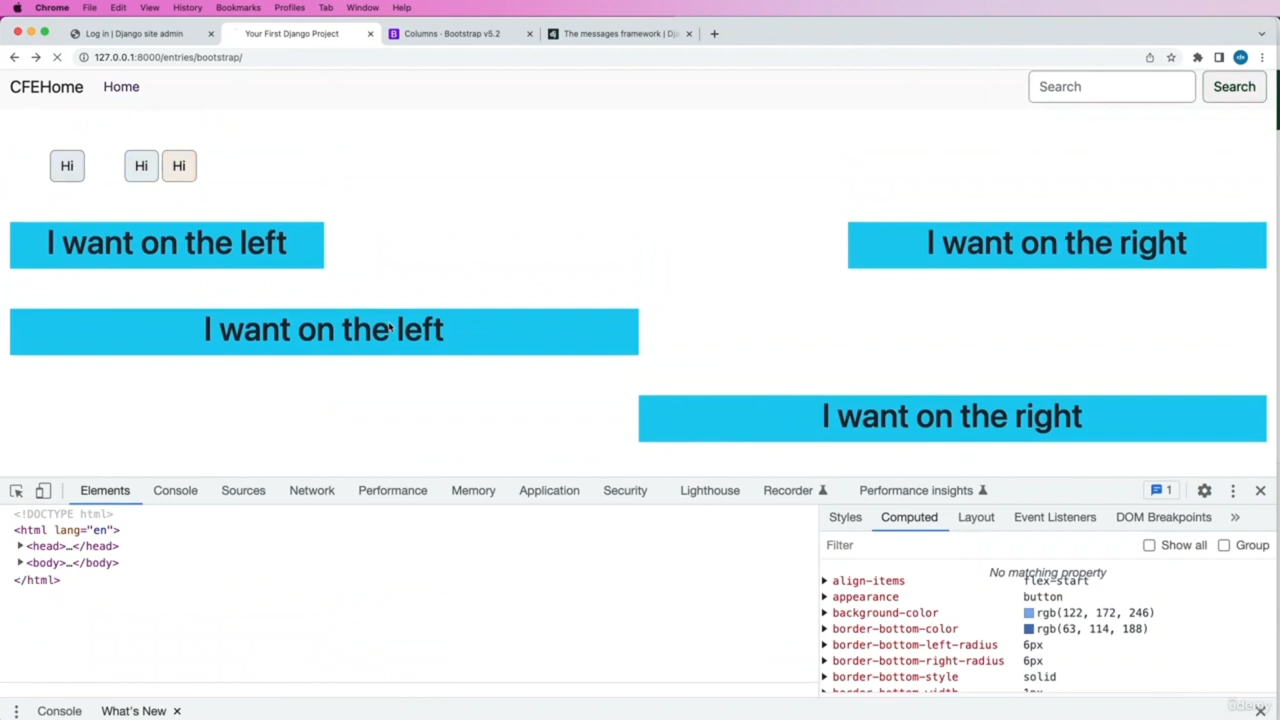 Chrome File Edit View History Bookmarks Profiles Tab Window Help
Log in | Django site admin Your First Django Project B Columns · Bootstrap v5.2 The messages framework | Dj
127.0.0.1:8000/entries/bootstrap/
CFEHome Home Search Search
Hi Hi Hi
I want on the left I want on the right
I want on the left
I want on the right
Elements Console Sources Network Performance Memory Application Security Lighthouse Recorder Performance insights 1
<!DOCTYPE html>
<html lang="en">
<head>…</head>
<body>…</body>
</html>
Styles Computed Layout Event Listeners DOM Breakpoints
Filter Show all Group
No matching property
align-items flex-start
appearance button
background-color rgb(122, 172, 246)
border-bottom-color rgb(63, 114, 188)
border-bottom-left-radius 6px
border-bottom-right-radius 6px
border-bottom-style solid
border-bottom-width 1px
Console What's New
ûdemy